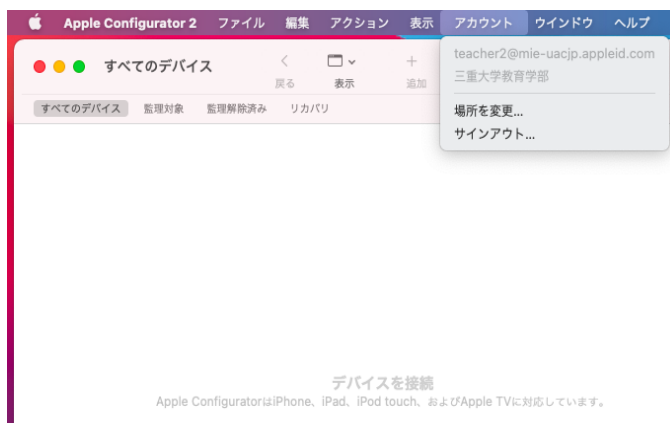 Apple Configurator 2 ファイル 編集 アクション 表示 アカウント ウインドウ ヘルプ
すべてのデバイス
戻る 表示 追加
teacher2@mie-uacjp.appleid.com
三重大学教育学部
場所を変更...
サインアウト...
すべてのデバイス 監理対象 監理解除済み リカバリ
デバイスを接続
Apple ConfiguratorはiPhone、iPad、iPod touch、およびApple TVに対応しています。